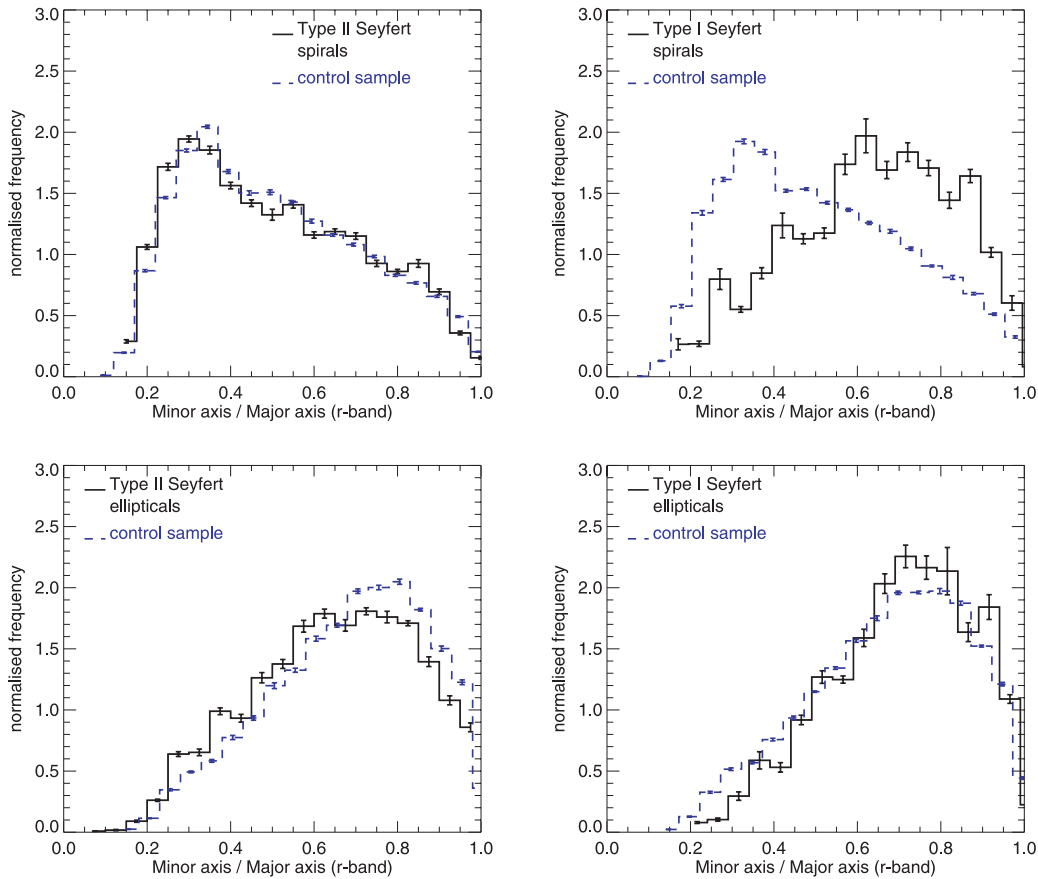 3.0
2.5
2.0
1.5
1.0
0.5
0.0
normalised frequency
Type II Seyfert
spirals
control sample
0.0 0.2 0.4 0.6 0.8 1.0
Minor axis / Major axis (r-band)
3.0
2.5
2.0
1.5
1.0
0.5
0.0
normalised frequency
Type I Seyfert
spirals
control sample
0.0 0.2 0.4 0.6 0.8 1.0
Minor axis / Major axis (r-band)
3.0
2.5
2.0
1.5
1.0
0.5
0.0
normalised frequency
Type II Seyfert
ellipticals
control sample
0.0 0.2 0.4 0.6 0.8 1.0
Minor axis / Major axis (r-band)
3.0
2.5
2.0
1.5
1.0
0.5
0.0
normalised frequency
Type I Seyfert
ellipticals
control sample
0.0 0.2 0.4 0.6 0.8 1.0
Minor axis / Major axis (r-band)